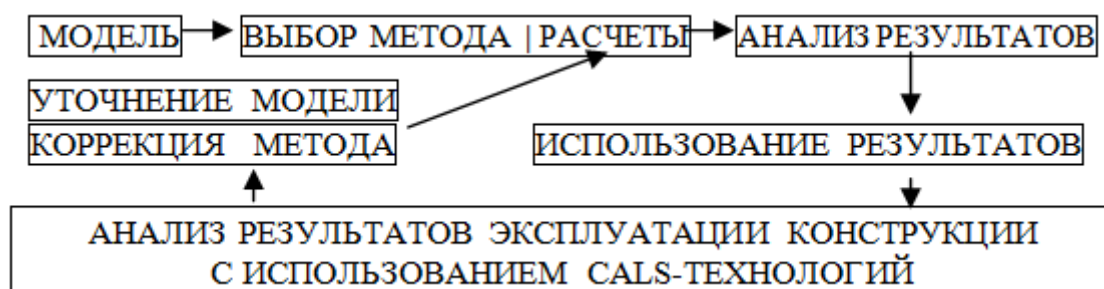 МОДЕЛЬ ВЫБОР МЕТОДА | РАСЧЕТЫ АНАЛИЗ РЕЗУЛЬТАТОВ
УТОЧНЕНИЕ МОДЕЛИ
КОРРЕКЦИЯ МЕТОДА ИСПОЛЬЗОВАНИЕ РЕЗУЛЬТАТОВ
АНАЛИЗ РЕЗУЛЬТАТОВ ЭКСПЛУАТАЦИИ КОНСТРУКЦИИ
С ИСПОЛЬЗОВАНИЕМ CALS-ТЕХНОЛОГИЙ